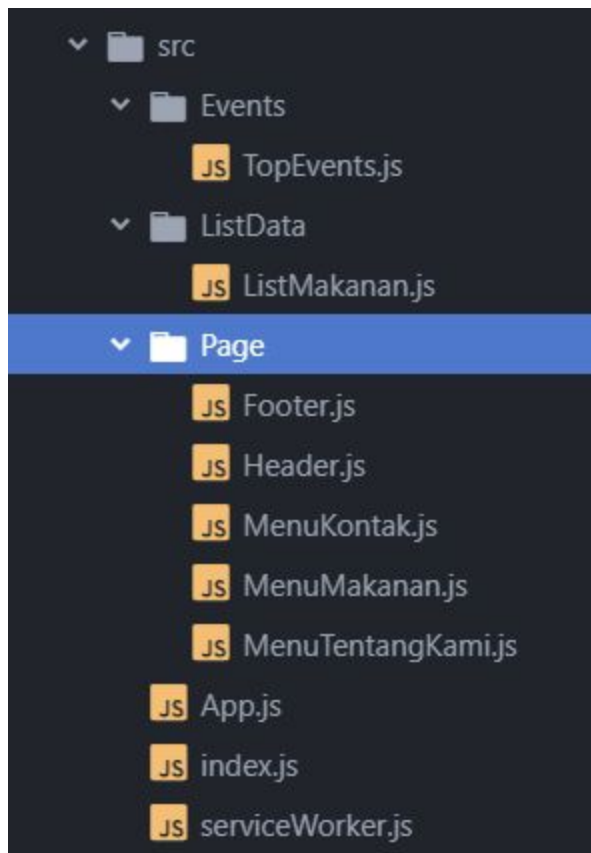 src
Events
JS TopEvents.js
ListData
JS ListMakanan.js
Page
JS Footer.js
JS Header.js
JS MenuKontak.js
JS MenuMakanan.js
JS MenuTentangKami.js
JS App.js
JS index.js
JS serviceWorker.js